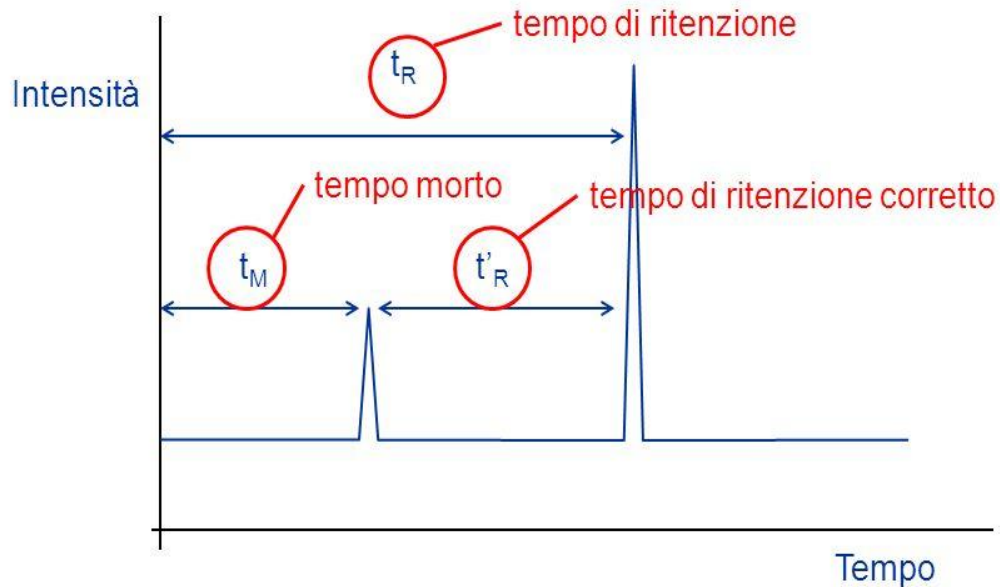 tempo di ritenzione
t_R
Intensità
tempo morto
tempo di ritenzione corretto
t_M
t'_R
Tempo